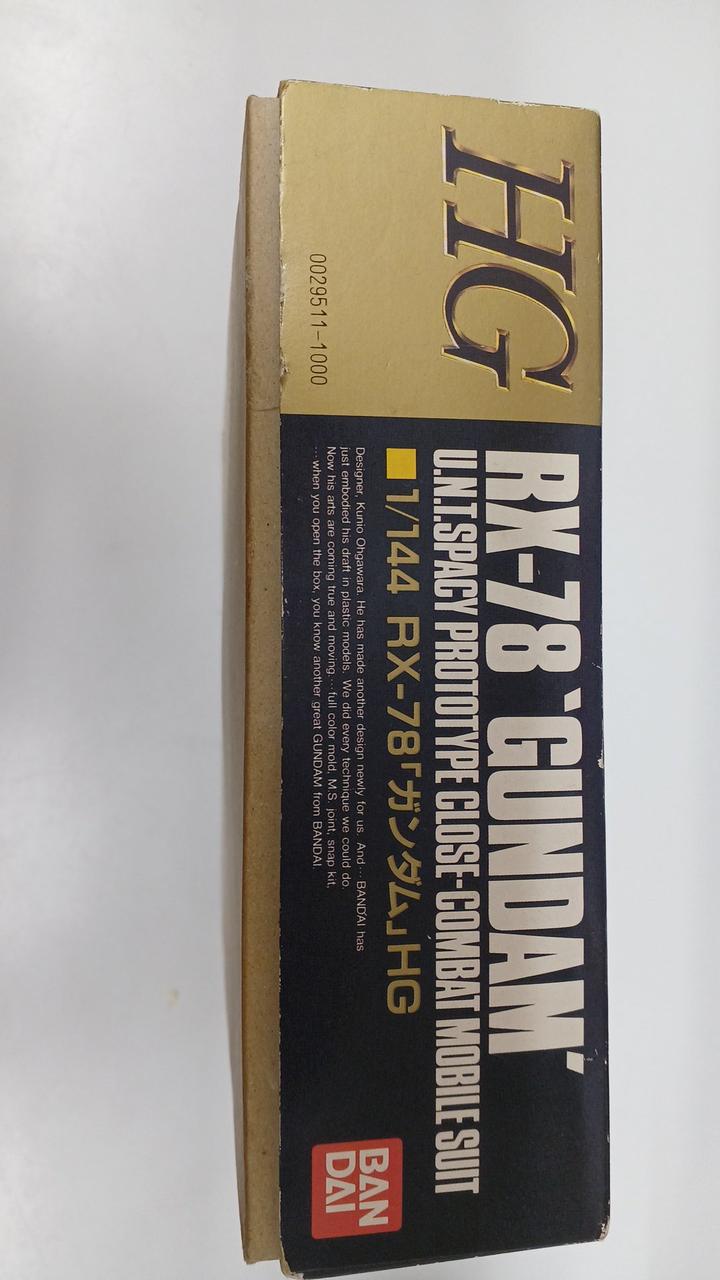 HG
0029511-1000
RX-78 `GUNDAM´
U.N.T.SPACY PROTOTYPE CLOSE-COMBAT MOBILE SUIT
1/144 RX-78「ガンダム」HG
Designer, Kunio Ohgawara. He has made another design newly for us. And… BANDAI has
just embodied his draft in plastic models. We did every technique we could do.
Now his arts are coming true and moving.…full color mold, M.S. joint, snap kit,
…when you open the box, you know another great GUNDAM from BANDAI.
BAN
DAI